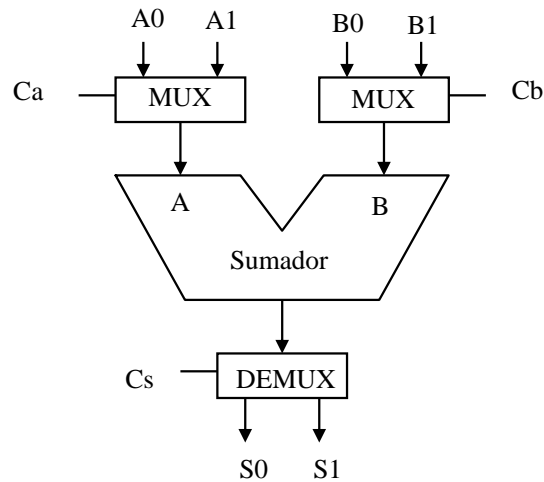 A0 A1 B0 B1
Ca MUX MUX Cb
A B
Sumador
Cs DEMUX
S0 S1